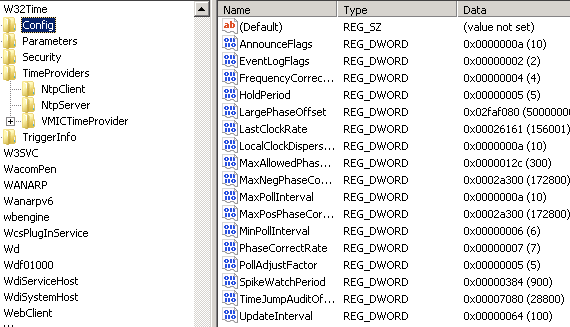 W32Time
Config
Parameters
Security
TimeProviders
NtpClient
NtpServer
VMICTimeProvider
TriggerInfo
W3SVC
WacomPen
WANARP
Wanarpv6
wbengine
WcsPlugInService
Wd
Wdf01000
WdiServiceHost
WdiSystemHost
WebClient
Name Type Data
(Default) REG_SZ (value not set)
AnnounceFlags REG_DWORD 0x0000000a (10)
EventLogFlags REG_DWORD 0x00000002 (2)
FrequencyCorrec... REG_DWORD 0x00000004 (4)
HoldPeriod REG_DWORD 0x00000005 (5)
LargePhaseOffset REG_DWORD 0x02faf080 (5000000
LastClockRate REG_DWORD 0x00026161 (156001)
LocalClockDispers... REG_DWORD 0x0000000a (10)
MaxAllowedPhas... REG_DWORD 0x0000012c (300)
MaxNegPhaseCo... REG_DWORD 0x0002a300 (172800)
MaxPollInterval REG_DWORD 0x0000000a (10)
MaxPosPhaseCor... REG_DWORD 0x0002a300 (172800)
MinPollInterval REG_DWORD 0x00000006 (6)
PhaseCorrectRate REG_DWORD 0x00000007 (7)
PollAdjustFactor REG_DWORD 0x00000005 (5)
SpikeWatchPeriod REG_DWORD 0x00000384 (900)
TimeJumpAuditOf... REG_DWORD 0x00007080 (28800)
UpdateInterval REG_DWORD 0x00000064 (100)